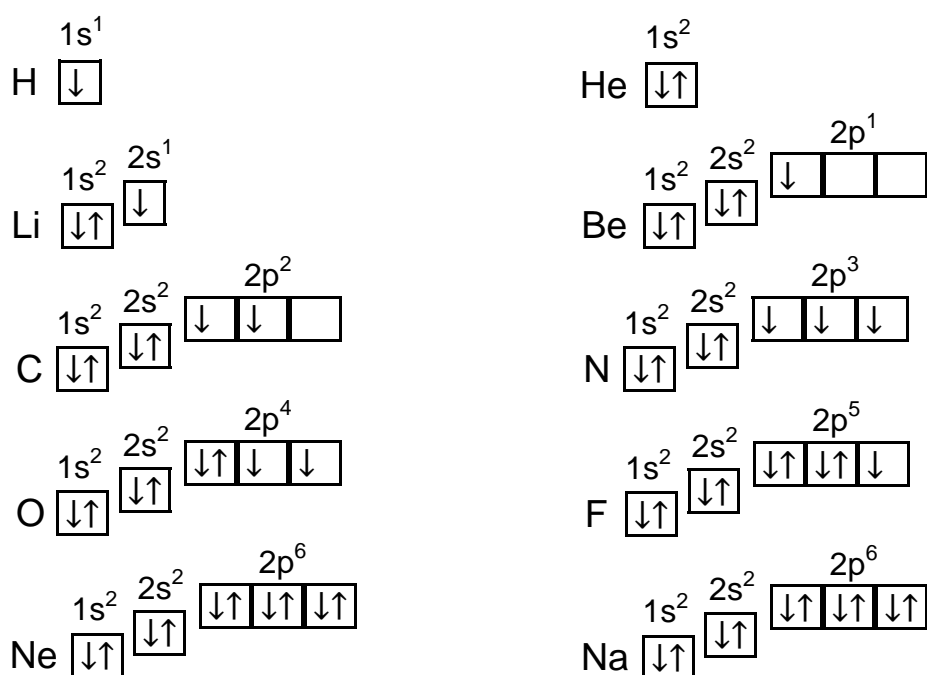 1s¹ 1s²
H ↓ He ↓↑
1s² 2s¹ 1s² 2s² 2p¹
Li ↓↑ ↓ Be ↓↑ ↓↑ ↓
1s² 2s² 2p² 1s² 2s² 2p³
C ↓↑ ↓↑ ↓ ↓ N ↓↑ ↓↑ ↓ ↓ ↓
1s² 2s² 2p⁴ 1s² 2s² 2p⁵
O ↓↑ ↓↑ ↓↑ ↓ ↓ F ↓↑ ↓↑ ↓↑ ↓↑ ↓
1s² 2s² 2p⁶ 1s² 2s² 2p⁶
Ne ↓↑ ↓↑ ↓↑ ↓↑ ↓↑ Na ↓↑ ↓↑ ↓↑ ↓↑ ↓↑